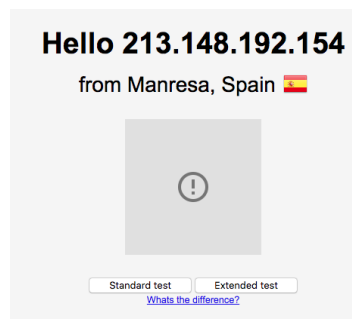 Hello 213.148.192.154
from Manresa, Spain 🇪🇸
Standard test Extended test
Whats the difference?